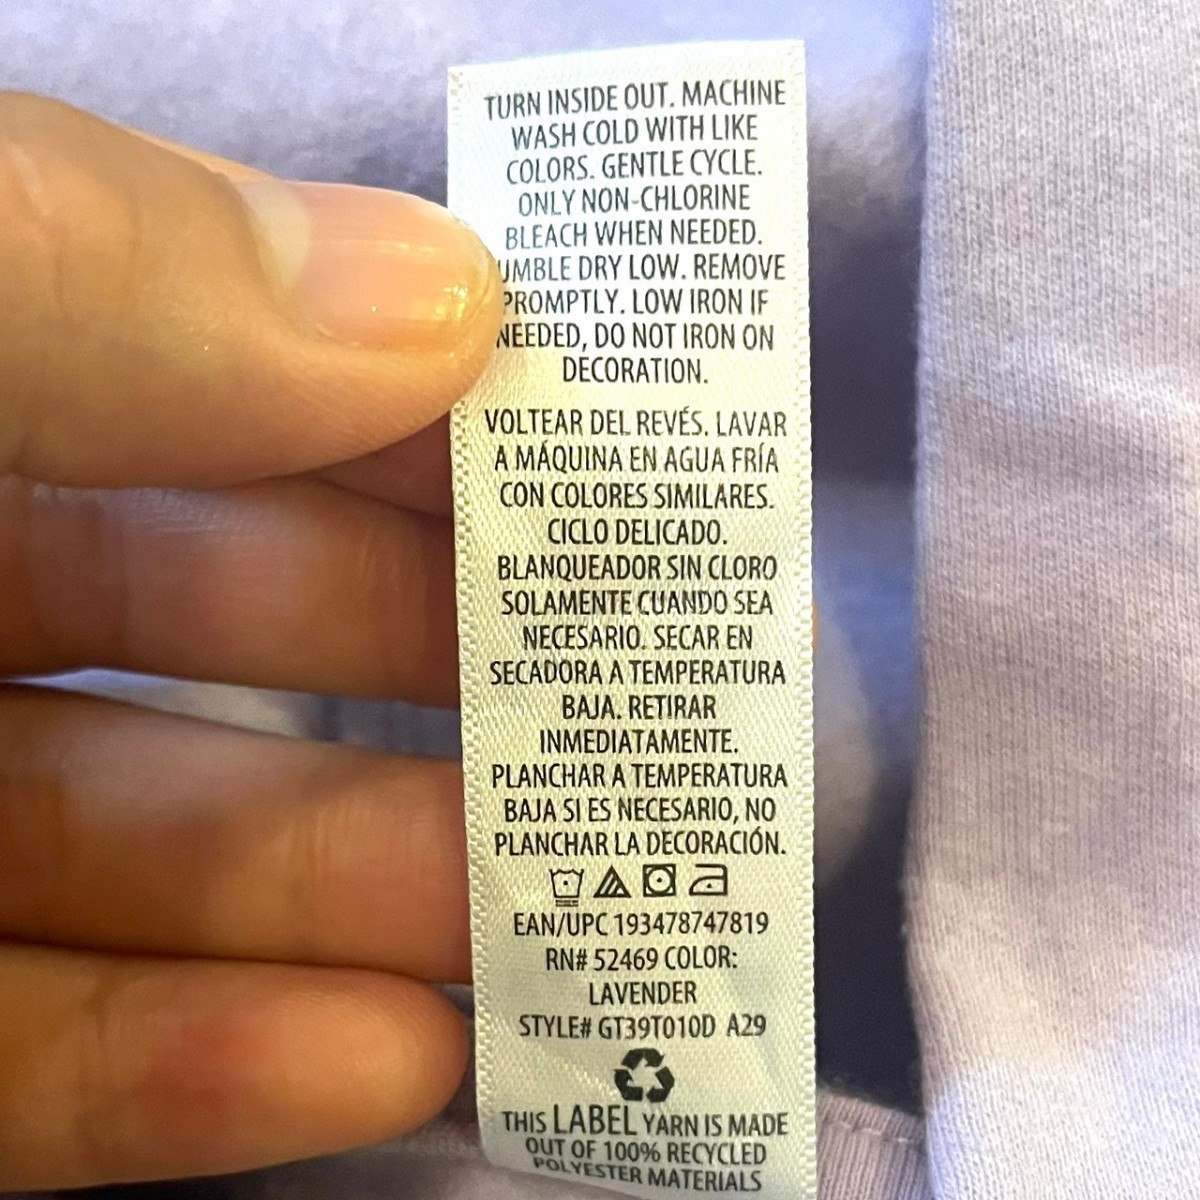 TURN INSIDE OUT. MACHINE
WASH COLD WITH LIKE
COLORS. GENTLE CYCLE.
ONLY NON-CHLORINE
BLEACH WHEN NEEDED.
UMBLE DRY LOW. REMOVE
PROMPTLY. LOW IRON IF
NEEDED, DO NOT IRON ON
DECORATION.
VOLTEAR DEL REVÉS. LAVAR
A MÁQUINA EN AGUA FRÍA
CON COLORES SIMILARES.
CICLO DELICADO.
BLANQUEADOR SIN CLORO
SOLAMENTE CUANDO SEA
NECESARIO. SECAR EN
SECADORA A TEMPERATURA
BAJA. RETIRAR
INMEDIATAMENTE.
PLANCHAR A TEMPERATURA
BAJA SI ES NECESARIO, NO
PLANCHAR LA DECORACIÓN.
EAN/UPC 193478747819
RN# 52469 COLOR:
LAVENDER
STYLE# GT39T010D A29
THIS LABEL YARN IS MADE
OUT OF 100% RECYCLED
POLYESTER MATERIALS